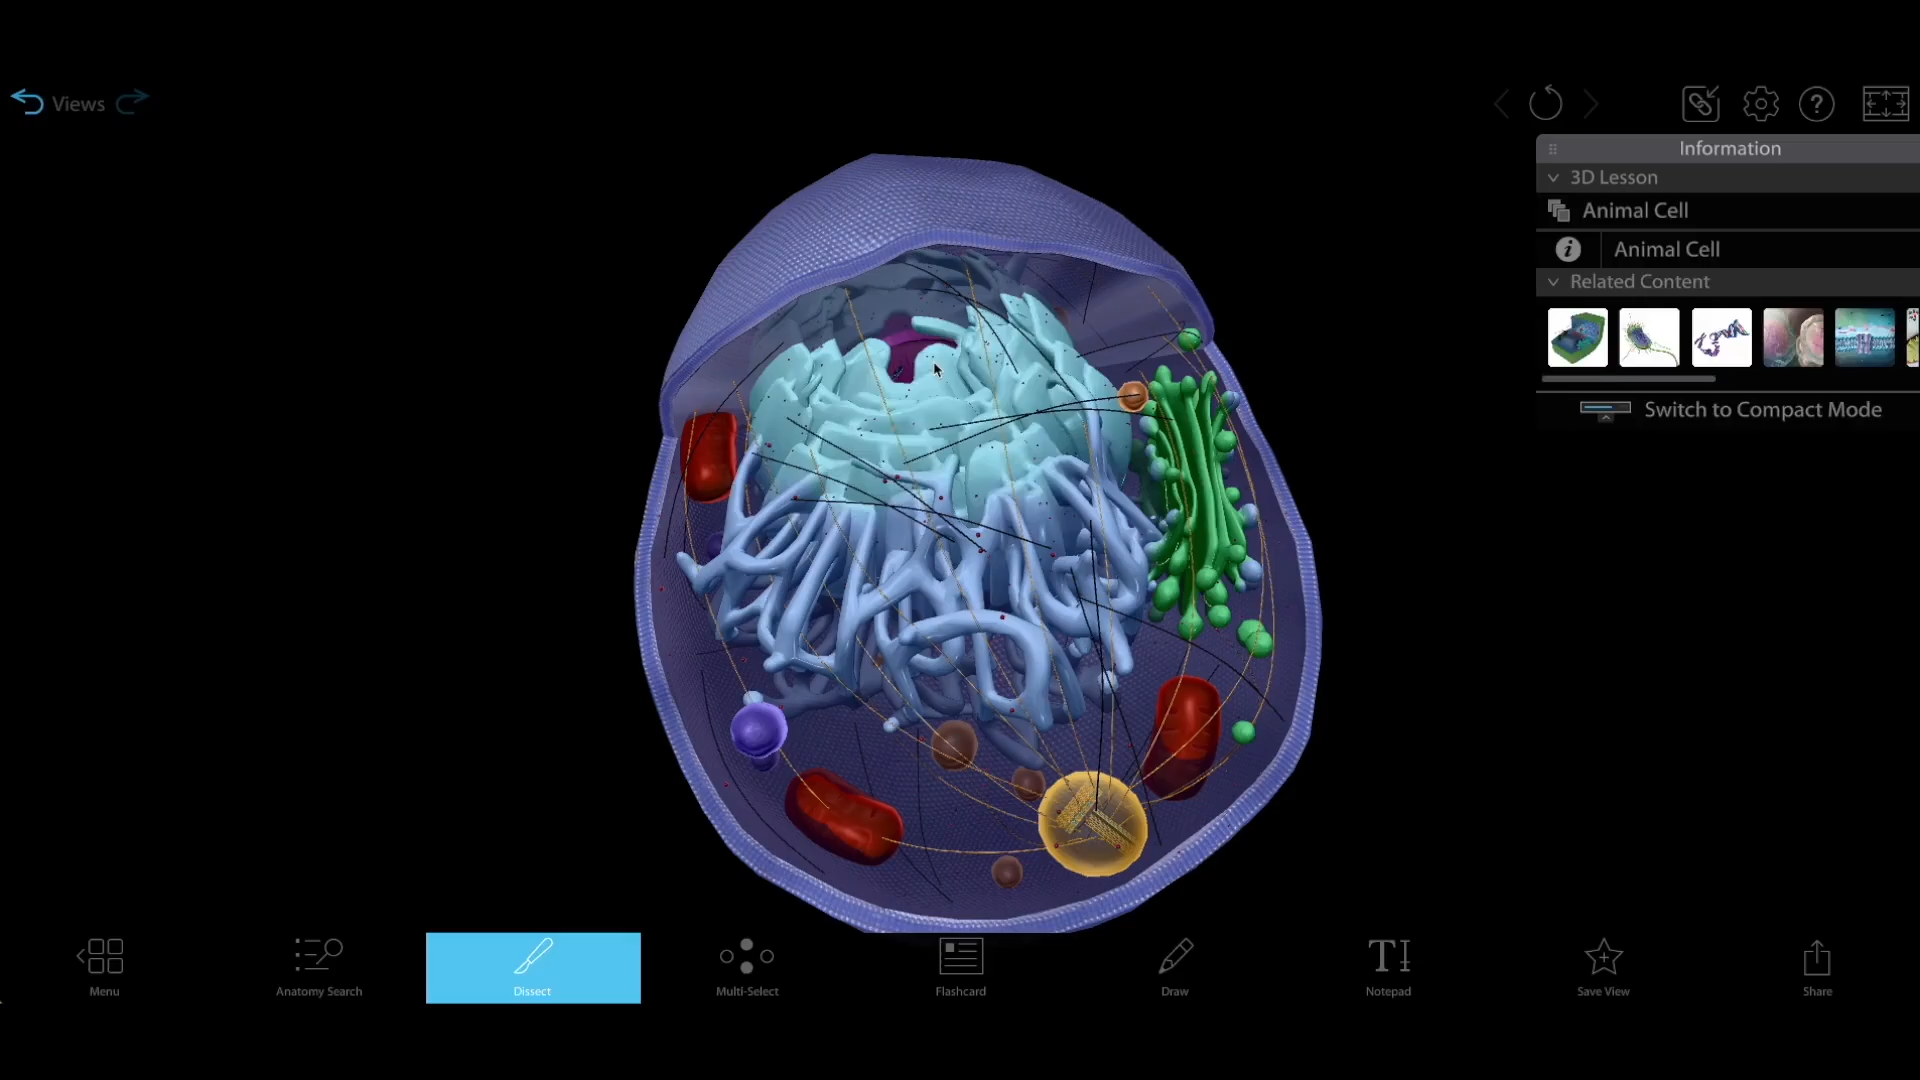 Views
Information
3D Lesson
Animal Cell
Animal Cell
Related Content
Switch to Compact Mode
Menu
Anatomy Search
Dissect
Multi-Select
Flashcard
Draw
Notepad
Save View
Share